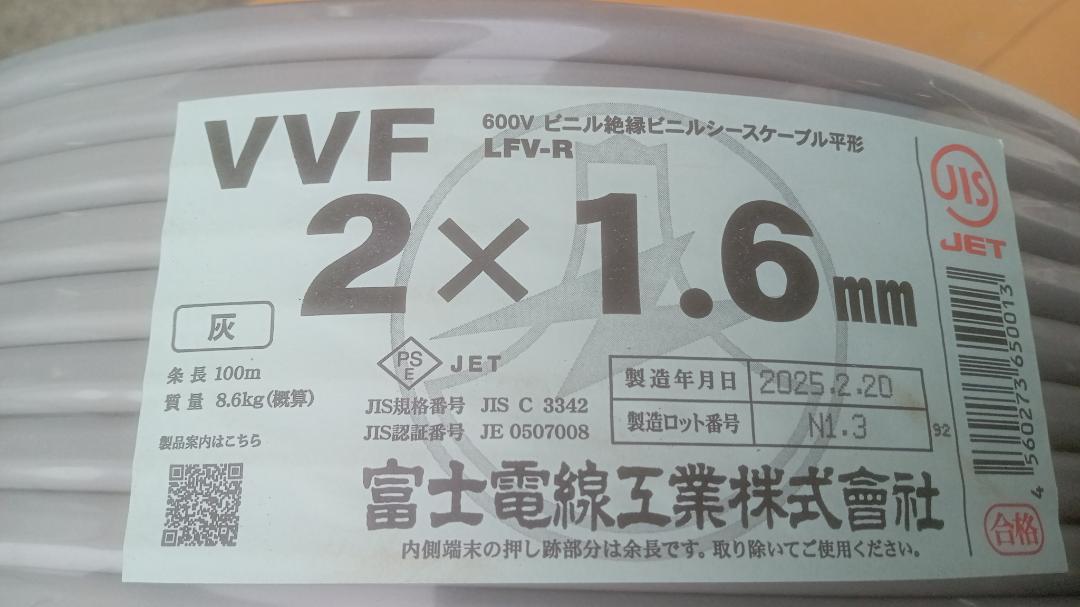 VVF
600V ビニル絶縁ビニルシースケーブル平形
LFV-R
2×1.6mm
灰
条長 100m
質量 8.6kg(概算)
製品案内はこちら
PS
E
JET
JIS規格番号 JIS C 3342
JIS認証番号 JE 0507008
製造年月日 2025.2.20
製造ロット番号 N1.3
92
富士電線工業株式會社
内側端末の押し跡部分は余長です。取り除いてご使用ください。
JIS
JET
4560273650013
合格